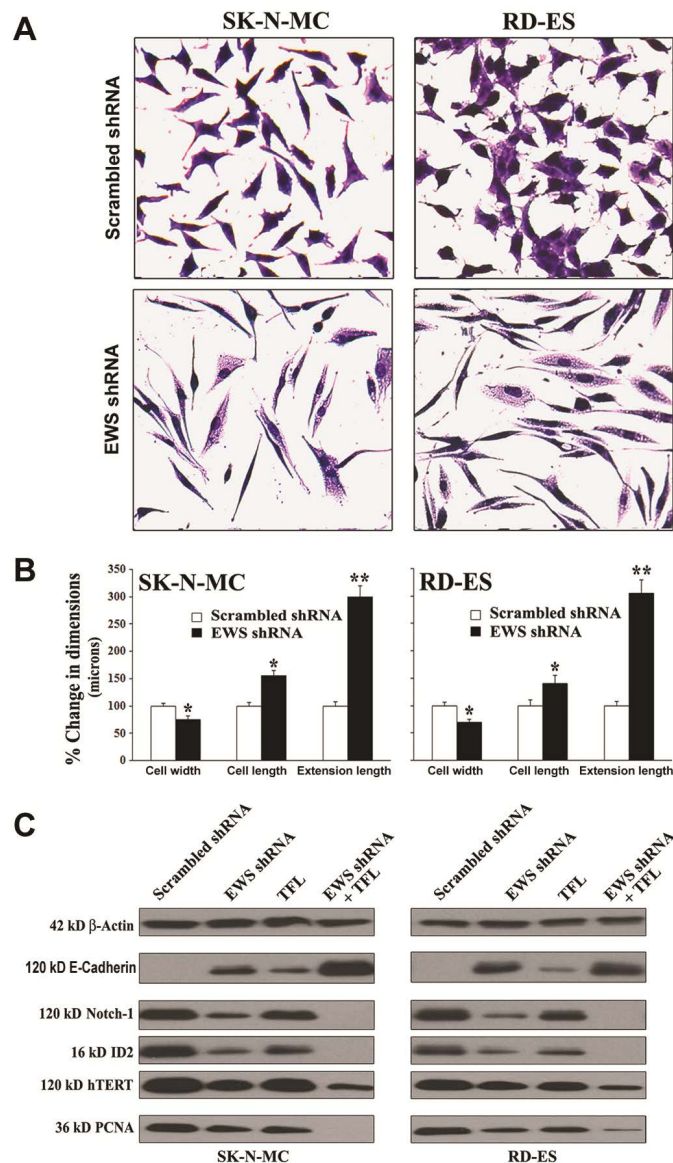 A
SK-N-MC
RD-ES
Scrambled shRNA
EWS shRNA
B
% Change in dimensions
(microns)
350
300
250
200
150
100
50
0
SK-N-MC
Scrambled shRNA
EWS shRNA
*
*
**
Cell width
Cell length
Extension length
RD-ES
Scrambled shRNA
EWS shRNA
*
*
**
Cell width
Cell length
Extension length
C
Scrambled shRNA
EWS shRNA
TFL
EWS shRNA
+ TFL
Scrambled shRNA
EWS shRNA
TFL
EWS shRNA
+ TFL
42 kD β-Actin
120 kD E-Cadherin
120 kD Notch-1
16 kD ID2
120 kD hTERT
36 kD PCNA
SK-N-MC
RD-ES